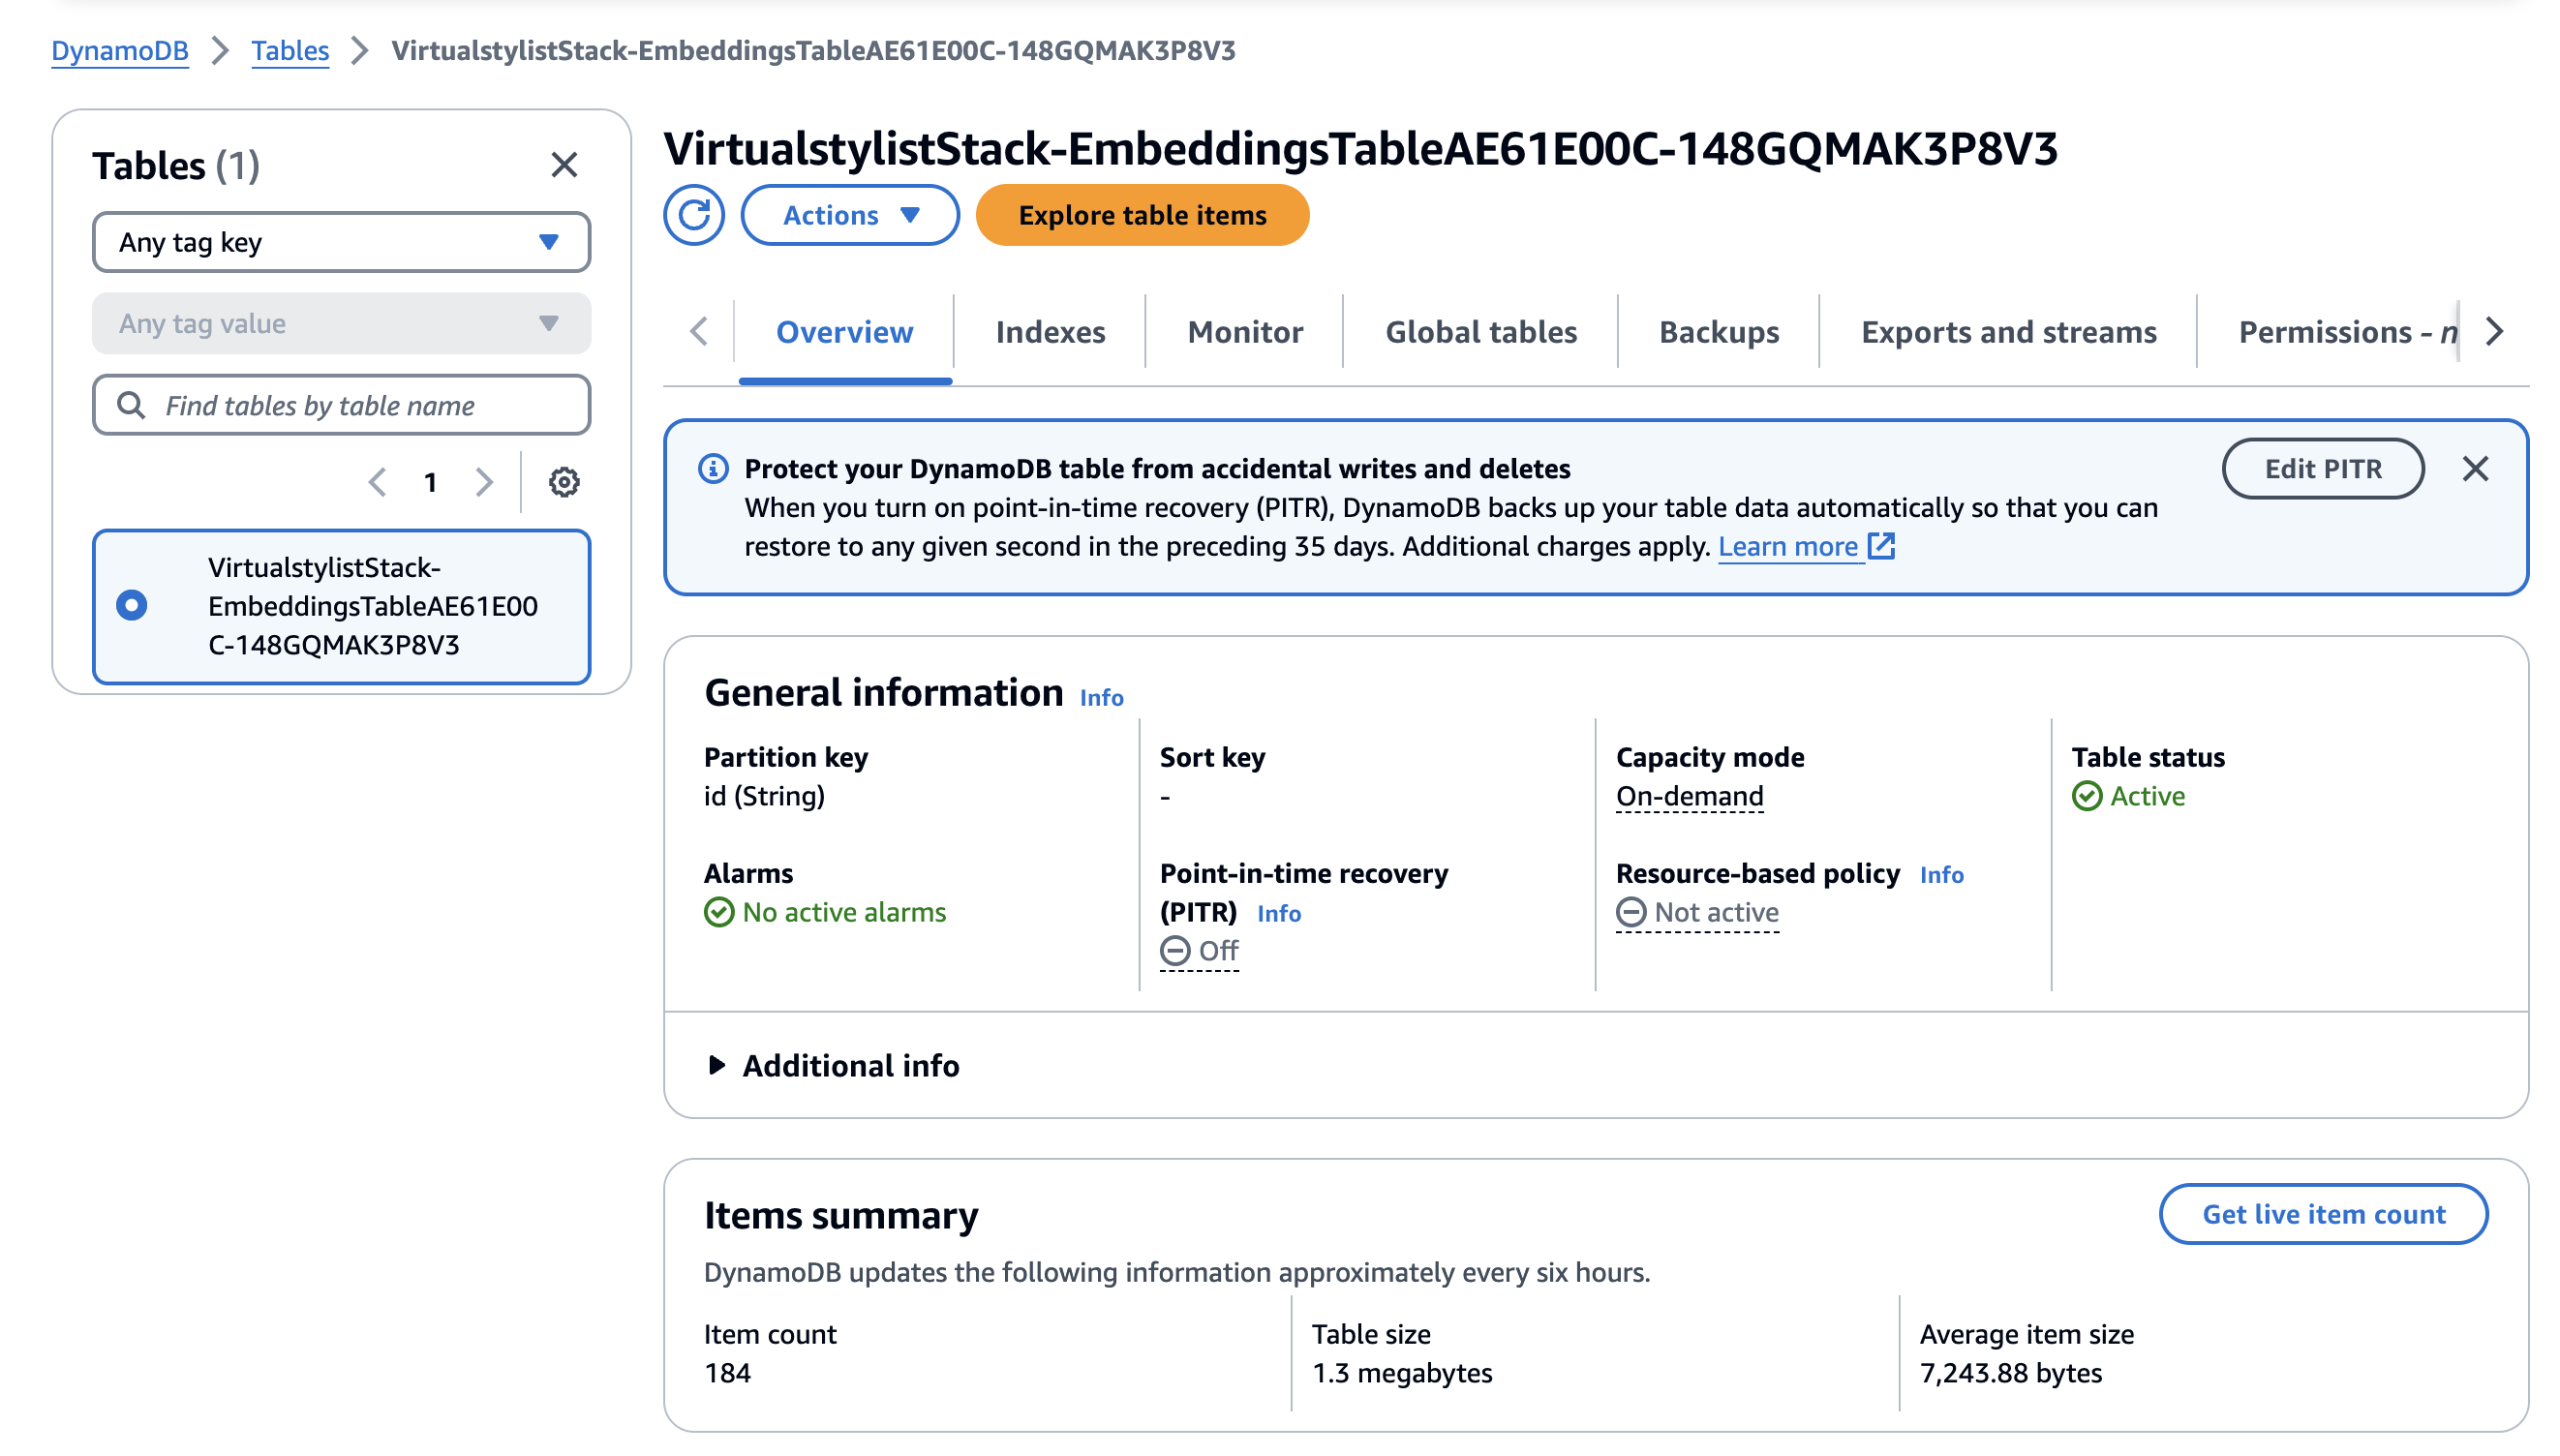 DynamoDB > Tables > VirtualstylistStack-EmbeddingsTableAE61E00C-148GQMAK3P8V3
Tables (1)
Any tag key
Any tag value
Find tables by table name
1
VirtualstylistStack-
EmbeddingsTableAE61E00
C-148GQMAK3P8V3
VirtualstylistStack-EmbeddingsTableAE61E00C-148GQMAK3P8V3
Actions
Explore table items
Overview
Indexes
Monitor
Global tables
Backups
Exports and streams
Permissions - n
Protect your DynamoDB table from accidental writes and deletes
When you turn on point-in-time recovery (PITR), DynamoDB backs up your table data automatically so that you can
restore to any given second in the preceding 35 days. Additional charges apply. Learn more
Edit PITR
General information Info
Partition key
id (String)
Sort key
-
Capacity mode
On-demand
Table status
Active
Alarms
No active alarms
Point-in-time recovery
(PITR) Info
Off
Resource-based policy Info
Not active
Additional info
Items summary
Get live item count
DynamoDB updates the following information approximately every six hours.
Item count
184
Table size
1.3 megabytes
Average item size
7,243.88 bytes